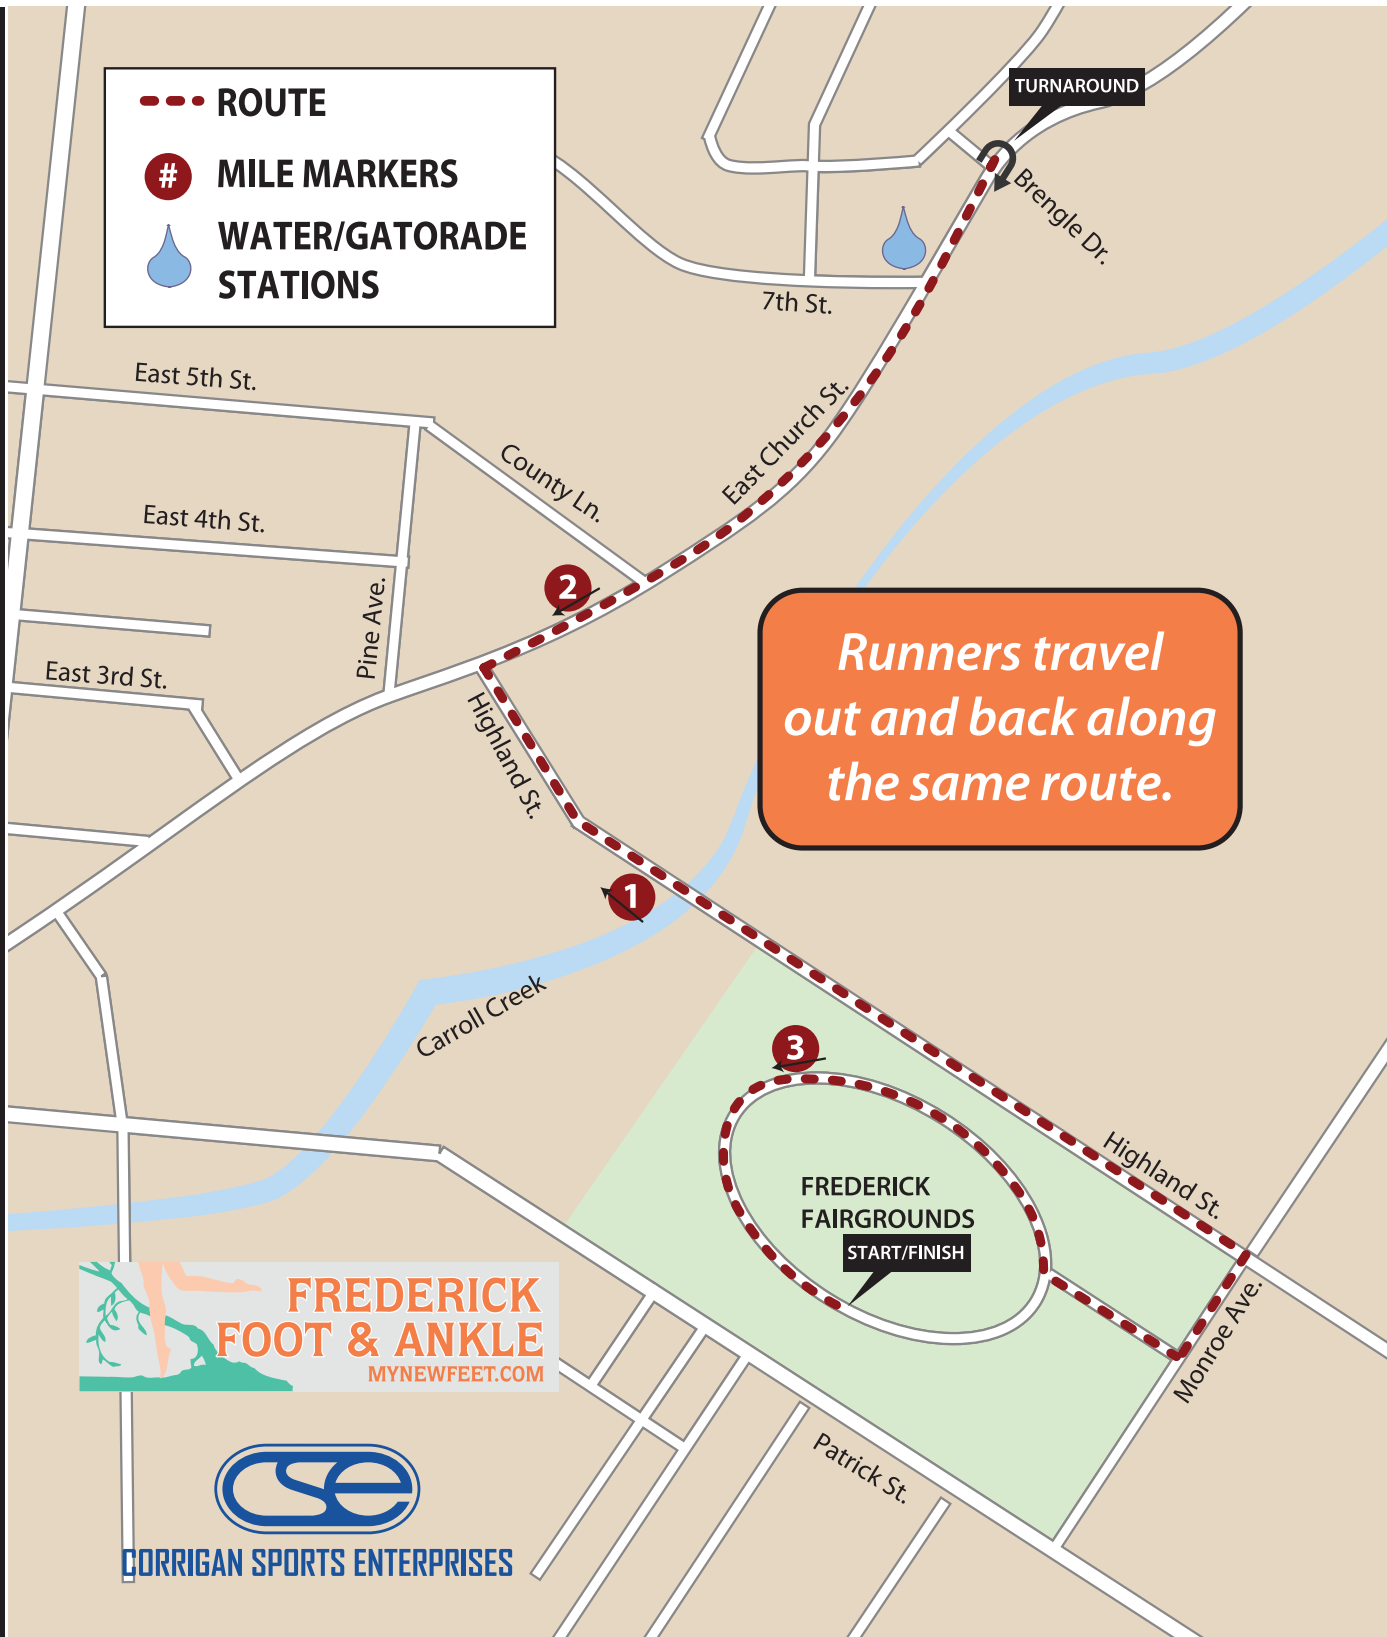 ROUTE
#
MILE MARKERS
WATER/GATORADE
STATIONS
TURNAROUND
Brengle Dr.
7th St.
East 5th St.
East Church St.
County Ln.
East 4th St.
2
Pine Ave.
East 3rd St.
Highland St.
Runners travel
out and back along
the same route.
1
Carroll Creek
3
Highland St.
FREDERICK
FAIRGROUNDS
START/FINISH
Monroe Ave.
FREDERICK
FOOT & ANKLE
MYNEWFEET.COM
Patrick St.
CSE
CORRIGAN SPORTS ENTERPRISES